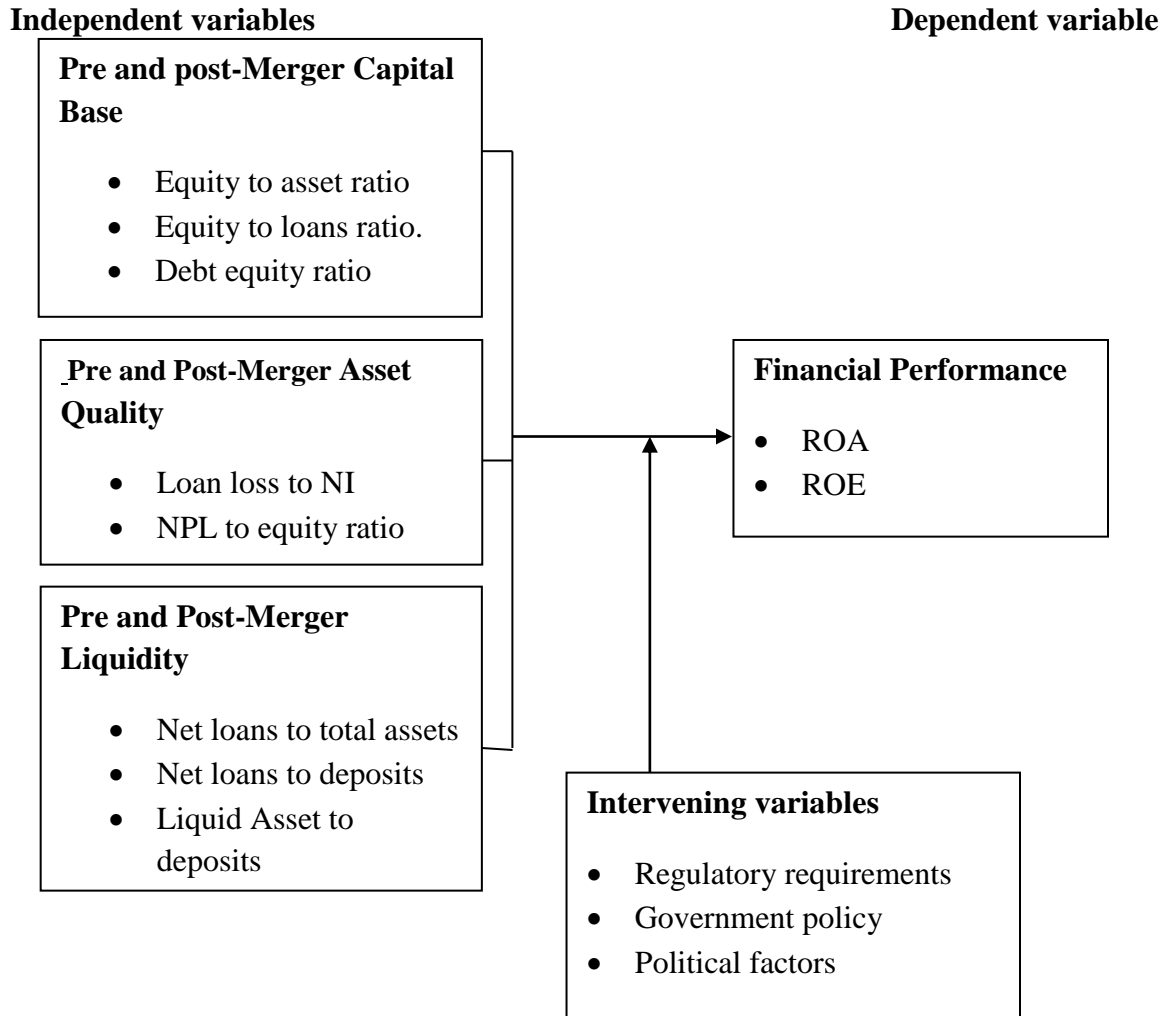 Independent variables
Dependent variable
Pre and post-Merger Capital
Base
• Equity to asset ratio
• Equity to loans ratio.
• Debt equity ratio
Pre and Post-Merger Asset
Quality
• Loan loss to NI
• NPL to equity ratio
Pre and Post-Merger
Liquidity
• Net loans to total assets
• Net loans to deposits
• Liquid Asset to
deposits
Financial Performance
• ROA
• ROE
Intervening variables
• Regulatory requirements
• Government policy
• Political factors